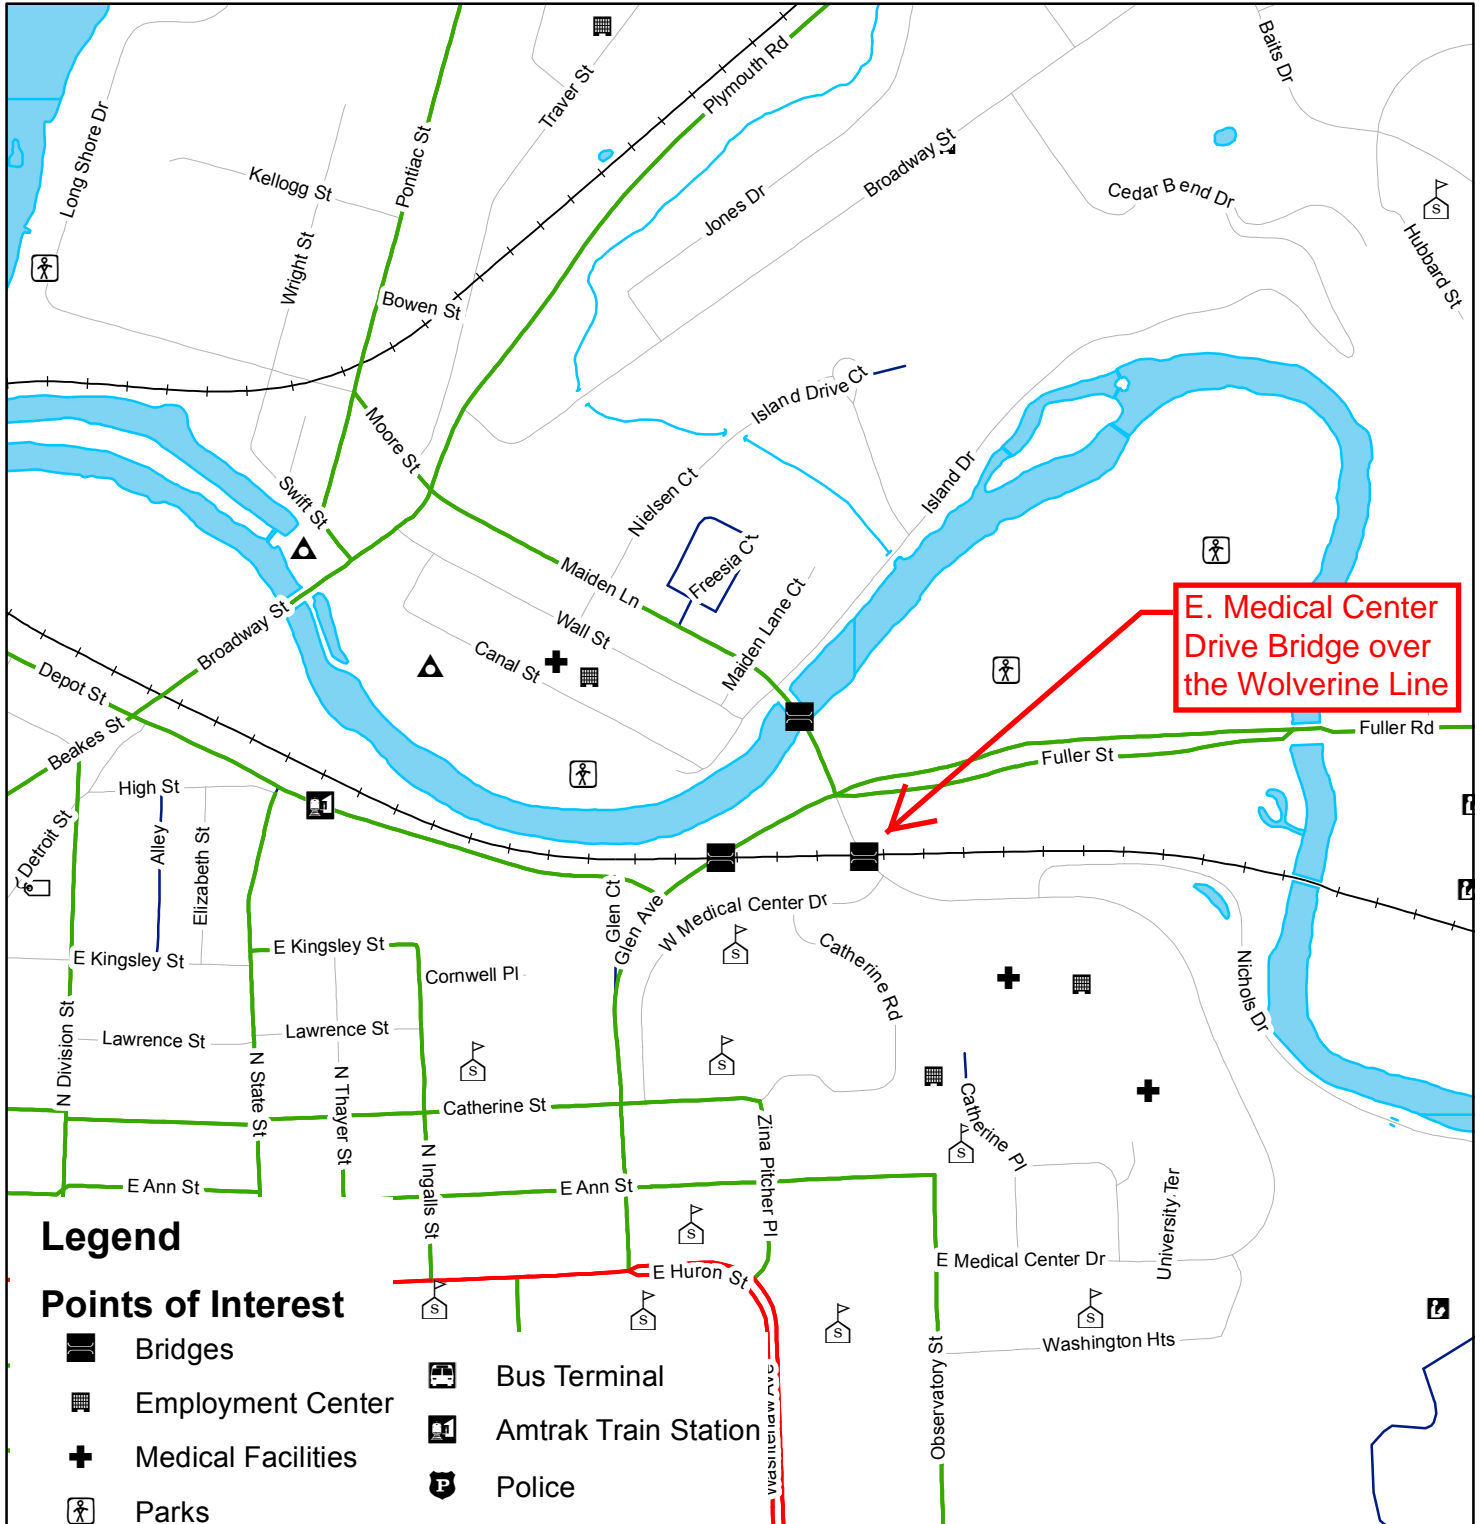 Baits Dr
Plymouth Rd
Traver St
Long Shore Dr
Pontiac St
Kellogg St
Broadway St
Jones Dr
Cedar Bend Dr
Wright St
Hubbard St
Bowen St
Island Drive Ct
Moore St
Island Dr
Nielsen Ct
Swift St
Freesia Ct
Maiden Ln
Maiden Lane Ct
Wall St
Canal St
Broadway St
E. Medical Center
Drive Bridge over
the Wolverine Line
Depot St
Beakes St
Fuller Rd
Fuller St
High St
Detroit St
Alley
Elizabeth St
Glen Ct
Glen Ave
W Medical Center Dr
Catherine Rd
E Kingsley St
E Kingsley St
Cornwell Pl
Nichols Dr
N Division St
Lawrence St
Lawrence St
N State St
N Thayer St
Catherine St
Catherine Pl
Zina Pitcher Pl
N Ingalls St
E Ann St
E Ann St
University Ter
E Medical Center Dr
E Huron St
Washington Hts
Observatory St
Washtenaw Ave
S
S
S
S
S
S
S
S
S
S
Legend
Points of Interest
Bridges
Employment Center
Medical Facilities
Parks
Bus Terminal
Amtrak Train Station
P
Police